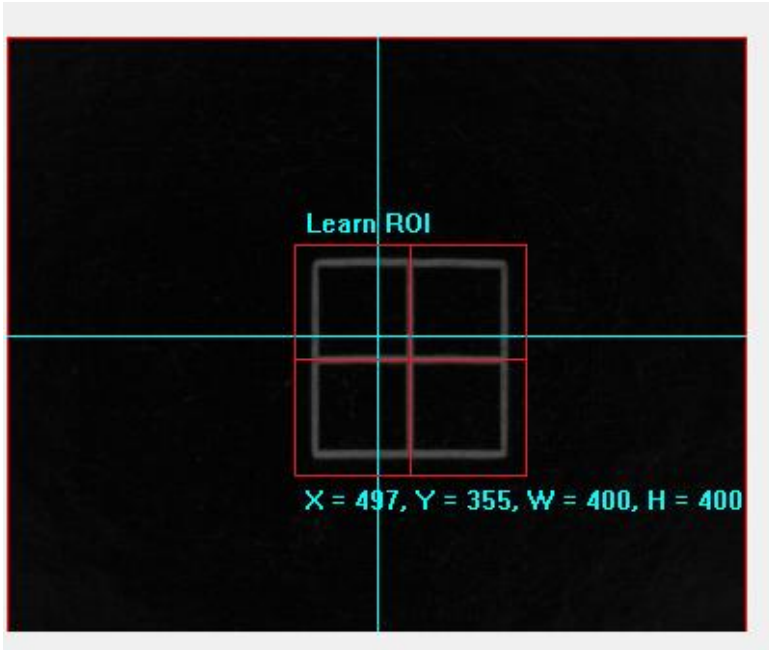 Learn ROI
X = 497, Y = 355, W = 400, H = 400